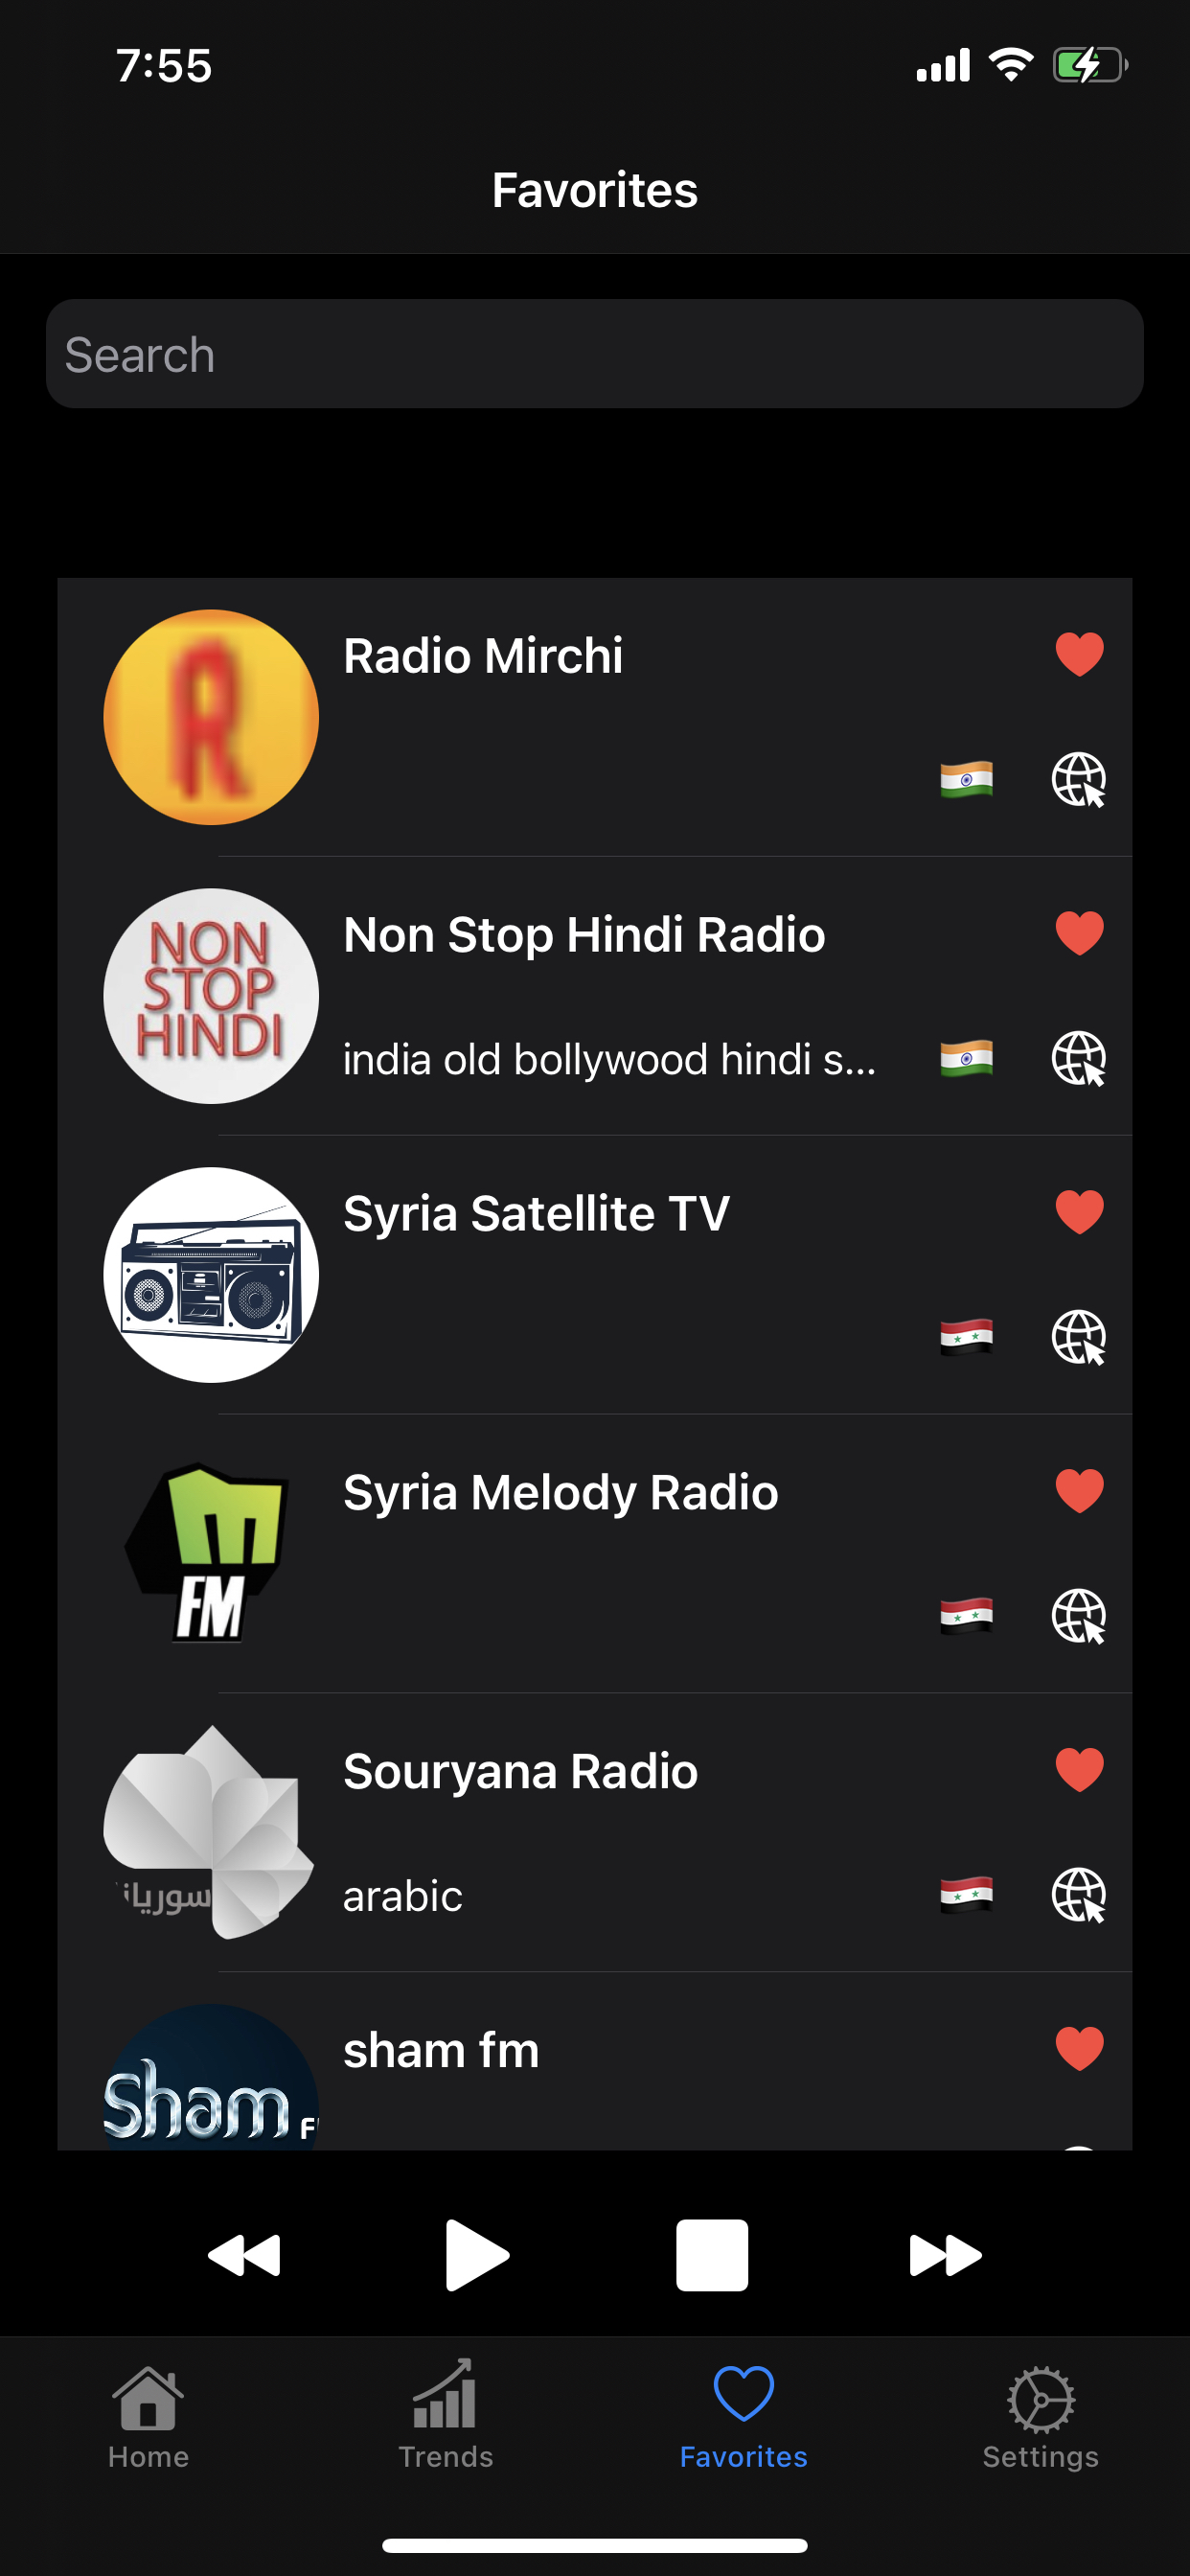 7:55
Favorites
Search
R
Radio Mirchi
NON
STOP
HINDI
Non Stop Hindi Radio
india old bollywood hindi s...
Syria Satellite TV
FM
Syria Melody Radio
Souryana Radio
سوريانا
arabic
Sham F
sham fm
Home
Trends
Favorites
Settings